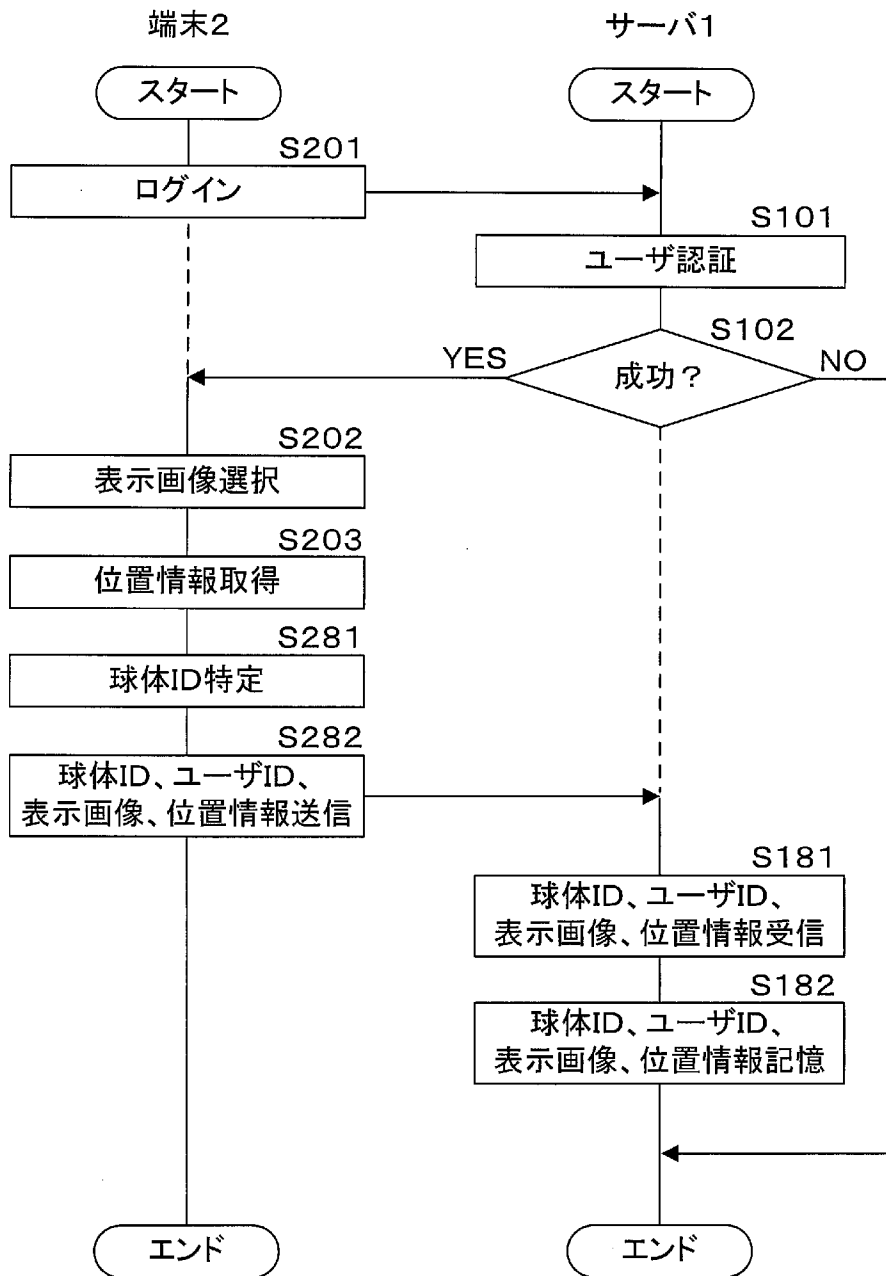 端末2
サーバ1
スタート
スタート
S201
ログイン
S101
ユーザ認証
S102
YES
成功？
NO
S202
表示画像選択
S203
位置情報取得
S281
球体ID特定
S282
球体ID、ユーザID、
表示画像、位置情報送信
S181
球体ID、ユーザID、
表示画像、位置情報受信
S182
球体ID、ユーザID、
表示画像、位置情報記憶
エンド
エンド